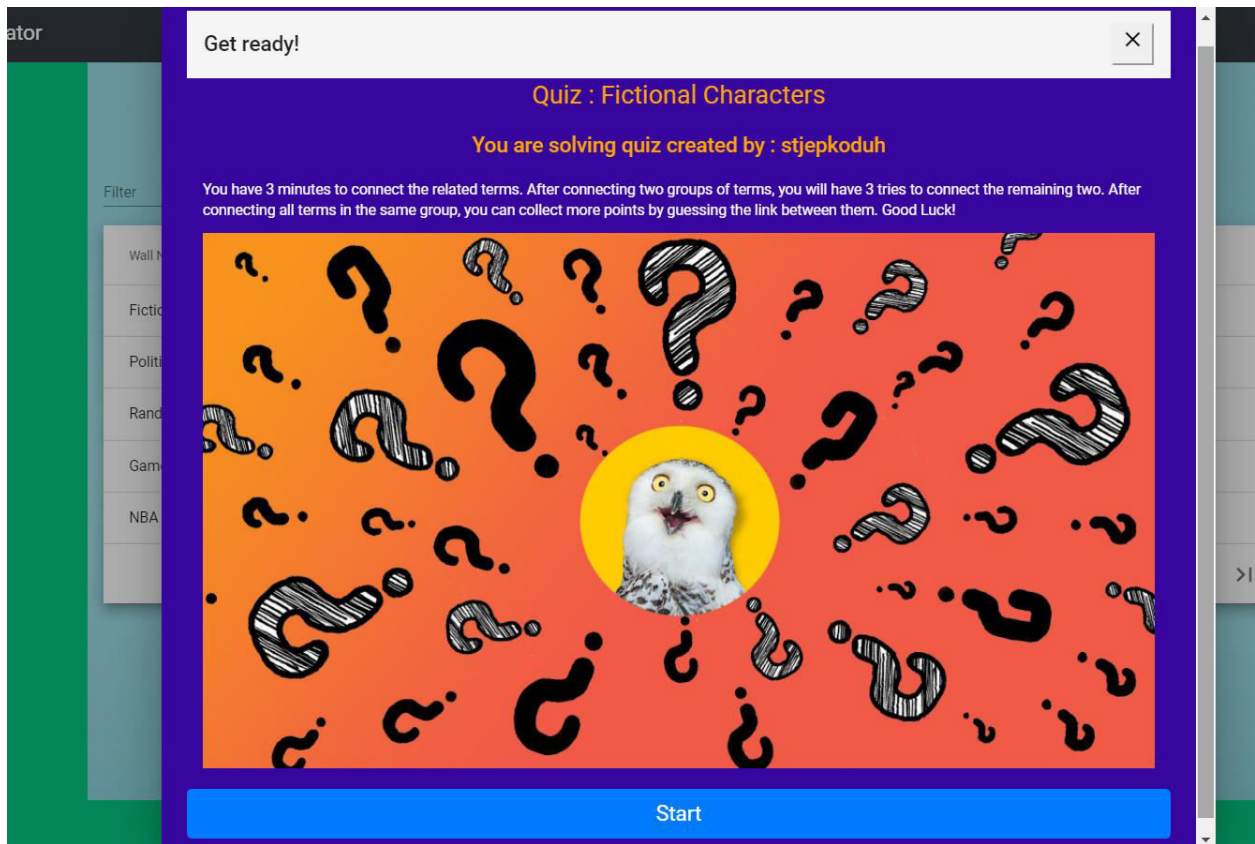 ator
Get ready!
Quiz : Fictional Characters
You are solving quiz created by : stjepkoduh
Filter
You have 3 minutes to connect the related terms. After connecting two groups of terms, you will have 3 tries to connect the remaining two. After
connecting all terms in the same group, you can collect more points by guessing the link between them. Good Luck!
Wall N
Fictio
Politi
Rand
Game
NBA
Start